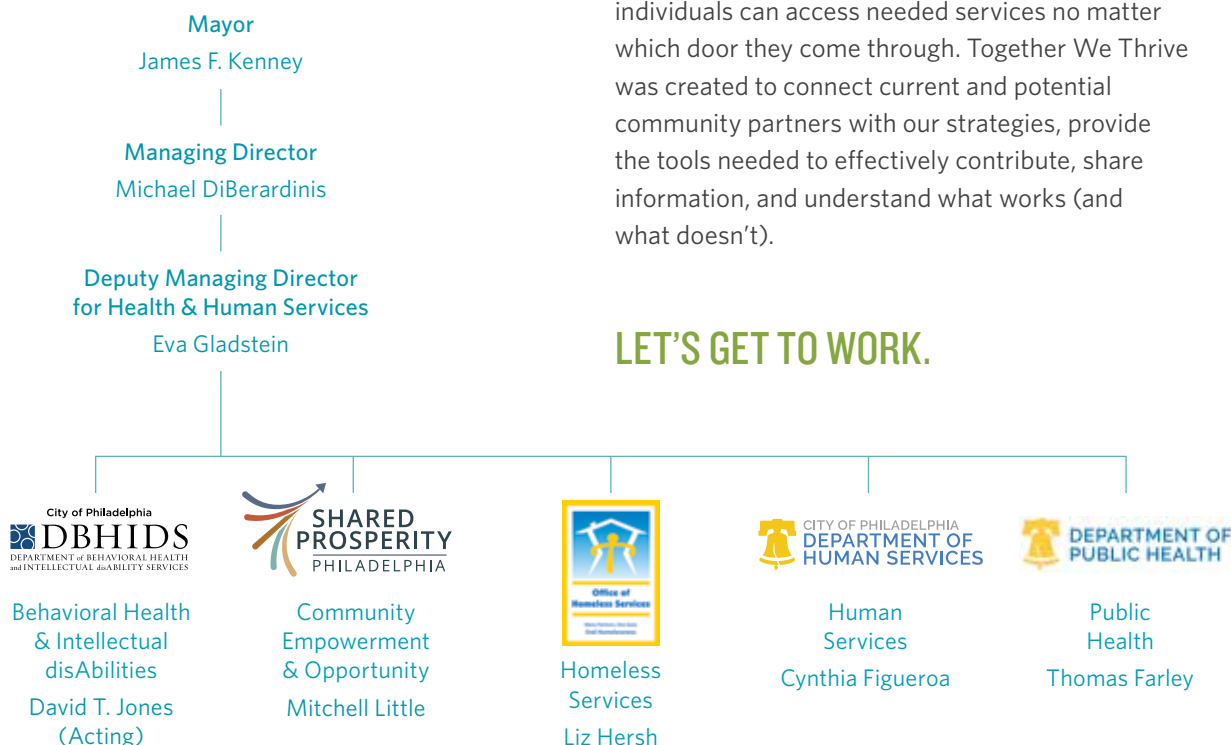 Mayor
James F. Kenney
Managing Director
Michael DiBerardinis
Deputy Managing Director
for Health & Human Services
Eva Gladstein
individuals can access needed services no matter
which door they come through. Together We Thrive
was created to connect current and potential
community partners with our strategies, provide
the tools needed to effectively contribute, share
information, and understand what works (and
what doesn't).
LET'S GET TO WORK.
City of Philadelphia
DBHIDS
DEPARTMENT of BEHAVIORAL HEALTH
and INTELLECTUAL disABILITY SERVICES
Behavioral Health
& Intellectual
disAbilities
David T. Jones
(Acting)
SHARED
PROSPERITY
PHILADELPHIA
Community
Empowerment
& Opportunity
Mitchell Little
Office of
Homeless Services
Many Partners, One Goal:
End Homelessness
Homeless
Services
Liz Hersh
CITY OF PHILADELPHIA
DEPARTMENT OF
HUMAN SERVICES
Human
Services
Cynthia Figueroa
DEPARTMENT OF
PUBLIC HEALTH
Public
Health
Thomas Farley